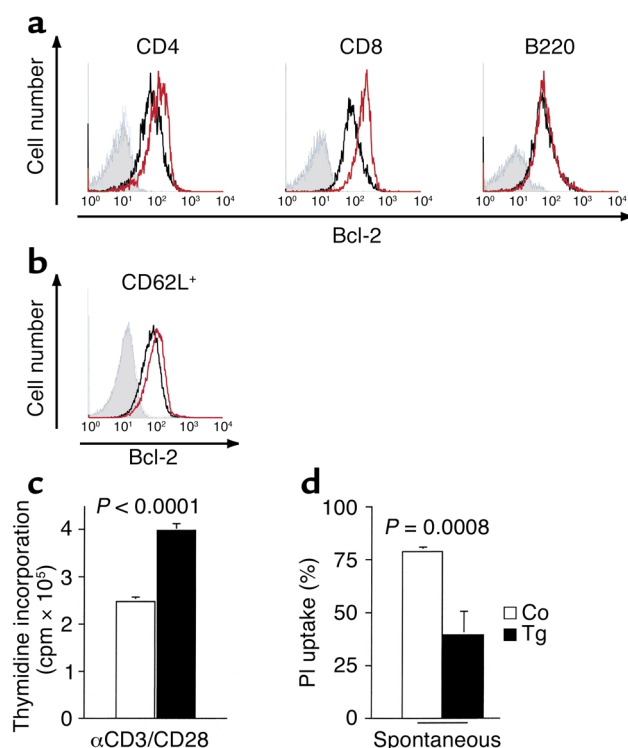 a
CD4 CD8 B220
Cell number
10⁰ 10¹ 10² 10³ 10⁴ 10⁰ 10¹ 10² 10³ 10⁴ 10⁰ 10¹ 10² 10³ 10⁴
Bcl-2
b
CD62L⁺
Cell number
10⁰ 10¹ 10² 10³ 10⁴
Bcl-2
c
P < 0.0001
Thymidine incorporation
(cpm × 10⁵)
4
3
2
1
0
αCD3/CD28
d
P = 0.0008
PI uptake (%)
100
75
50
25
0
Spontaneous
Co
Tg